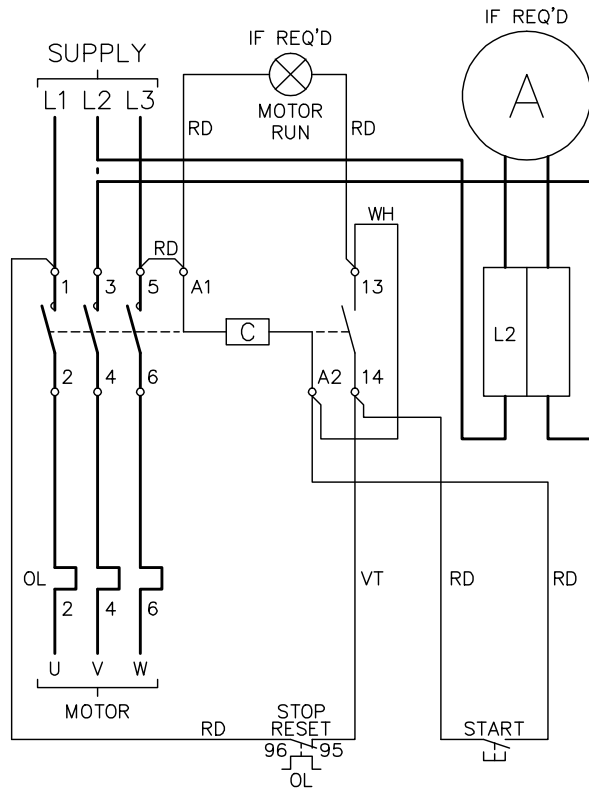 IF REQ'D
IF REQ'D
SUPPLY
L1 L2 L3
A
MOTOR
RUN
RD
RD
WH
RD
1 3 5 A1 13
C
L2
2 4 6 A2 14
OL
2 4 6
VT RD RD
U V W
MOTOR
RD
STOP
RESET
96 95
OL
START